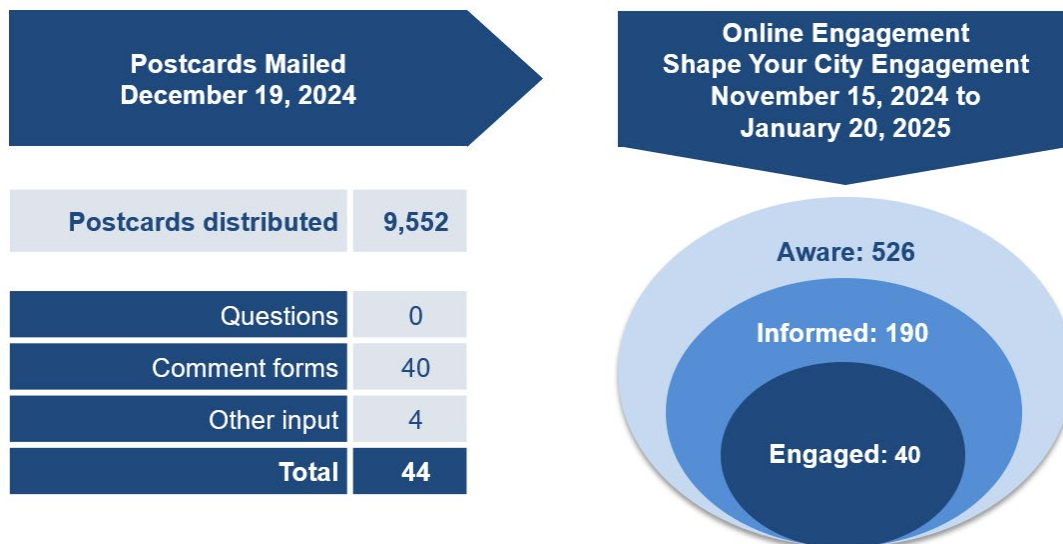 Postcards Mailed
December 19, 2024
Postcards distributed 9,552
Questions 0
Comment forms 40
Other input 4
Total 44
Online Engagement
Shape Your City Engagement
November 15, 2024 to
January 20, 2025
Aware: 526
Informed: 190
Engaged: 40